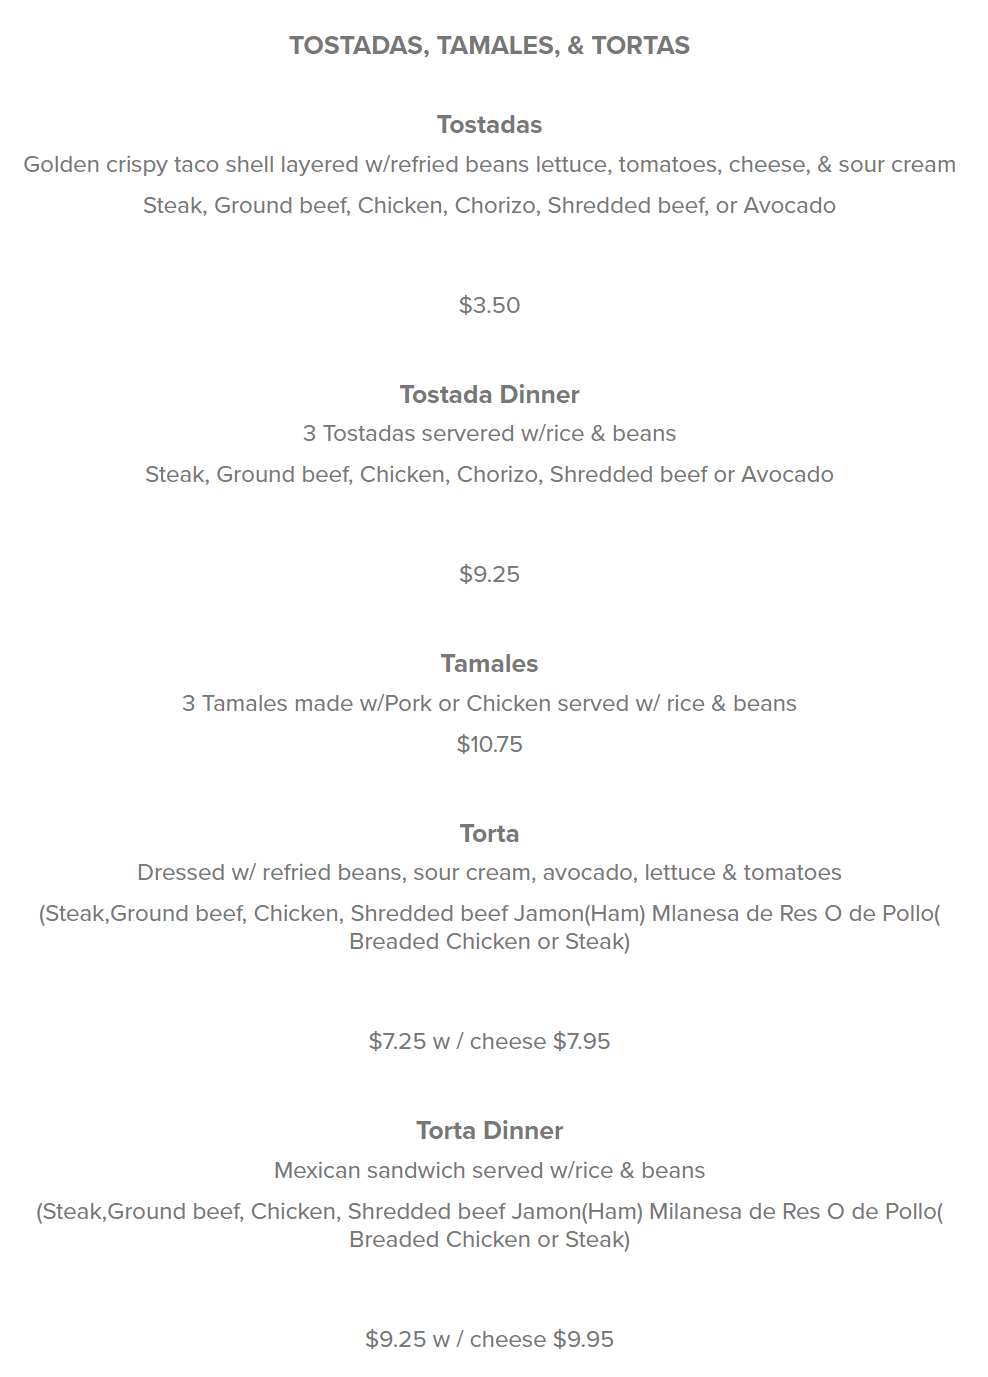 TOSTADAS, TAMALES, & TORTAS
Tostadas
Golden crispy taco shell layered w/refried beans lettuce, tomatoes, cheese, & sour cream
Steak, Ground beef, Chicken, Chorizo, Shredded beef, or Avocado
$3.50
Tostada Dinner
3 Tostadas servered w/rice & beans
Steak, Ground beef, Chicken, Chorizo, Shredded beef or Avocado
$9.25
Tamales
3 Tamales made w/Pork or Chicken served w/ rice & beans
$10.75
Torta
Dressed w/ refried beans, sour cream, avocado, lettuce & tomatoes
(Steak,Ground beef, Chicken, Shredded beef Jamon(Ham) Mlanesa de Res O de Pollo(
Breaded Chicken or Steak)
$7.25 w / cheese $7.95
Torta Dinner
Mexican sandwich served w/rice & beans
(Steak,Ground beef, Chicken, Shredded beef Jamon(Ham) Milanesa de Res O de Pollo(
Breaded Chicken or Steak)
$9.25 w / cheese $9.95